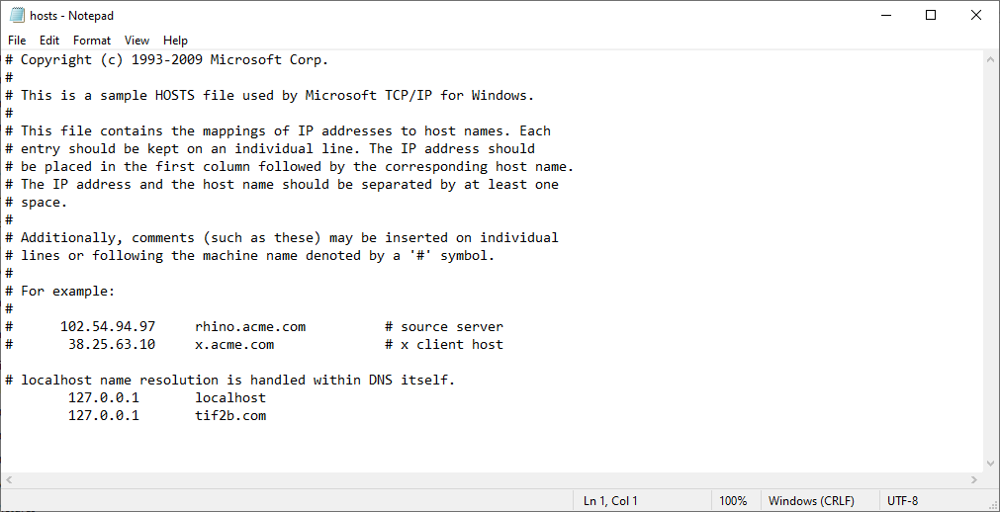 hosts - Notepad
File Edit Format View Help
# Copyright (c) 1993-2009 Microsoft Corp.
#
# This is a sample HOSTS file used by Microsoft TCP/IP for Windows.
#
# This file contains the mappings of IP addresses to host names. Each
# entry should be kept on an individual line. The IP address should
# be placed in the first column followed by the corresponding host name.
# The IP address and the host name should be separated by at least one
# space.
#
# Additionally, comments (such as these) may be inserted on individual
# lines or following the machine name denoted by a '#' symbol.
#
# For example:
#
#      102.54.94.97     rhino.acme.com          # source server
#       38.25.63.10     x.acme.com              # x client host

# localhost name resolution is handled within DNS itself.
        127.0.0.1       localhost
        127.0.0.1       tif2b.com
Ln 1, Col 1 100% Windows (CRLF) UTF-8